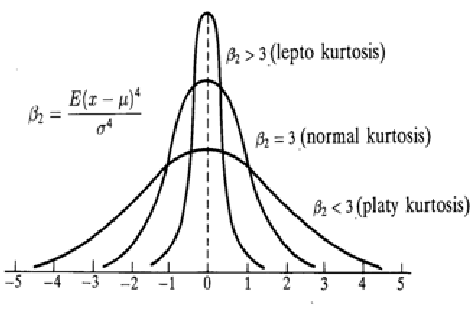 β₂ > 3 (lepto kurtosis)
β₂ = E(x − μ)⁴ / σ⁴
β₂ = 3 (normal kurtosis)
β₂ < 3 (platy kurtosis)
−5 −4 −3 −2 −1 0 1 2 3 4 5